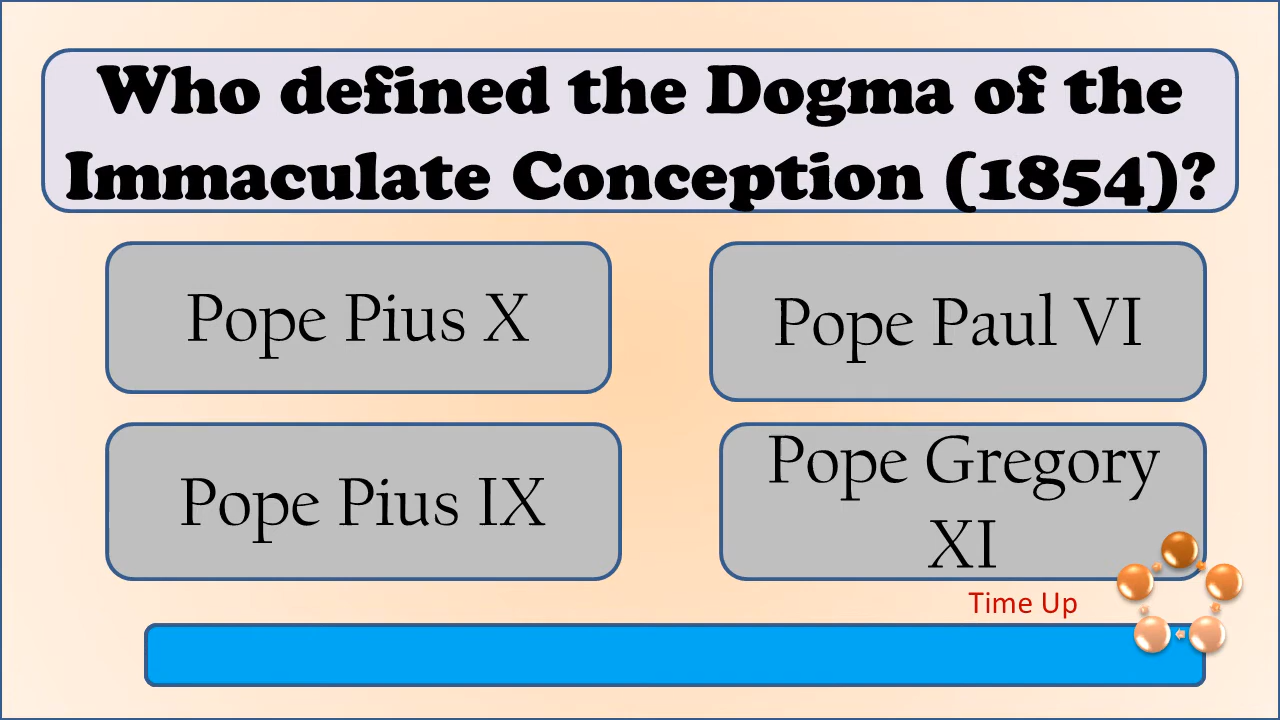 Who defined the Dogma of the
Immaculate Conception (1854)?
Pope Pius X
Pope Paul VI
Pope Pius IX
Pope Gregory
XI
Time Up